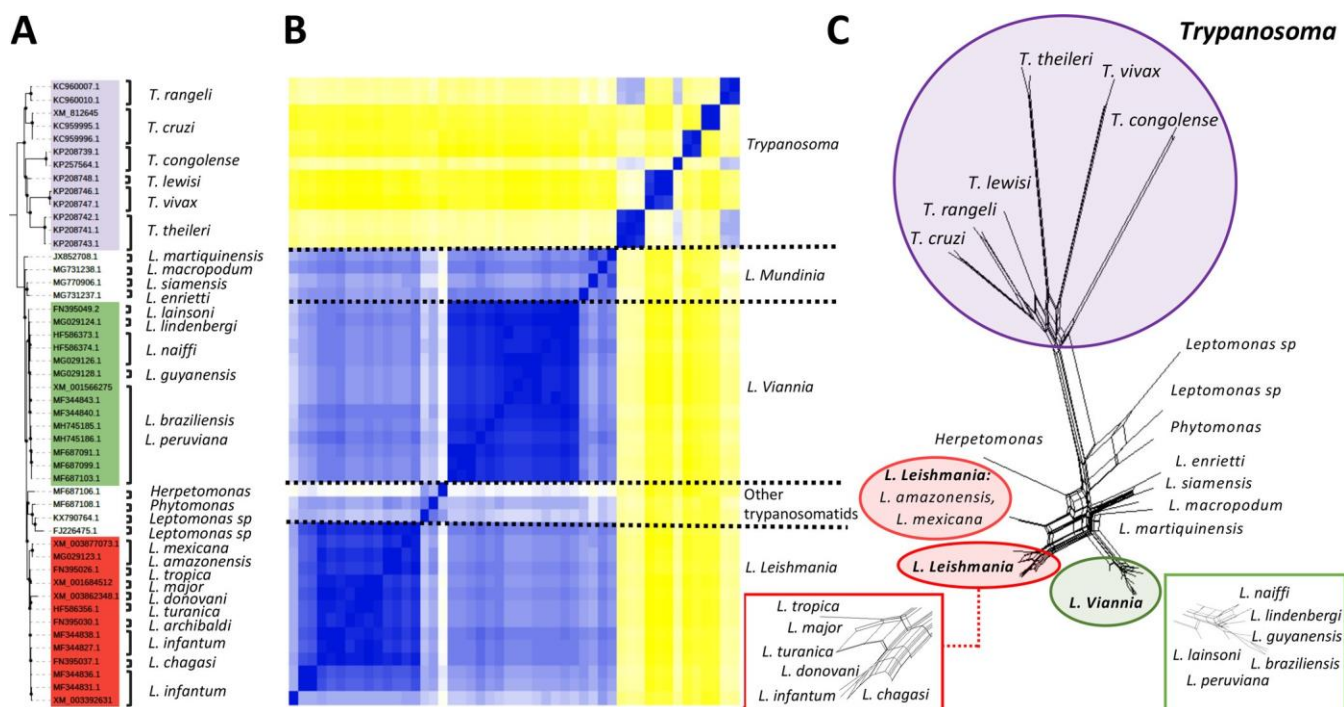 A
KC960007.1
KC960010.1
XM_812645
KC959995.1
KC959996.1
KP208739.1
KP257564.1
KP208748.1
KP208746.1
KP208747.1
KP208742.1
KP208741.1
KP208743.1
JX852708.1
MG731238.1
MG770906.1
MG731237.1
FN395049.2
MG029124.1
HF586373.1
HF586374.1
MG029126.1
MG029128.1
XM_001566275
MF344843.1
MF344840.1
MH745185.1
MH745186.1
MF687091.1
MF687099.1
MF687103.1
MF687106.1
MF687108.1
KX790764.1
FJ226475.1
XM_003877073.1
MG029123.1
FN395026.1
XM_001684512
XM_003862348.1
HF586356.1
FN395030.1
MF344838.1
MF344827.1
FN395037.1
MF344836.1
MF344831.1
XM_003392631
T. rangeli
T. cruzi
T. congolense
T. lewisi
T. vivax
T. theileri
L. martiquinensis
L. macropodum
L. siamensis
L. enrietti
L. lainsoni
L. lindenbergi
L. naiffi
L. guyanensis
L. braziliensis
L. peruviana
Herpetomonas
Phytomonas
Leptomonas sp
Leptomonas sp
L. mexicana
L. amazonensis
L. tropica
L. major
L. donovani
L. turanica
L. archibaldi
L. infantum
L. chagasi
L. infantum
B
Trypanosoma
L. Mundinia
L. Viannia
Other
trypanosomatids
L. Leishmania
C
Trypanosoma
T. theileri
T. vivax
T. congolense
T. lewisi
T. rangeli
T. cruzi
Leptomonas sp
Leptomonas sp
Phytomonas
Herpetomonas
L. enrietti
L. siamensis
L. macropodum
L. martiquinensis
L. Leishmania:
L. amazonensis,
L. mexicana
L. Leishmania
L. Viannia
L. tropica
L. major
L. turanica
L. donovani
L. infantum
L. chagasi
L. naiffi
L. lindenbergi
L. guyanensis
L. lainsoni
L. braziliensis
L. peruviana